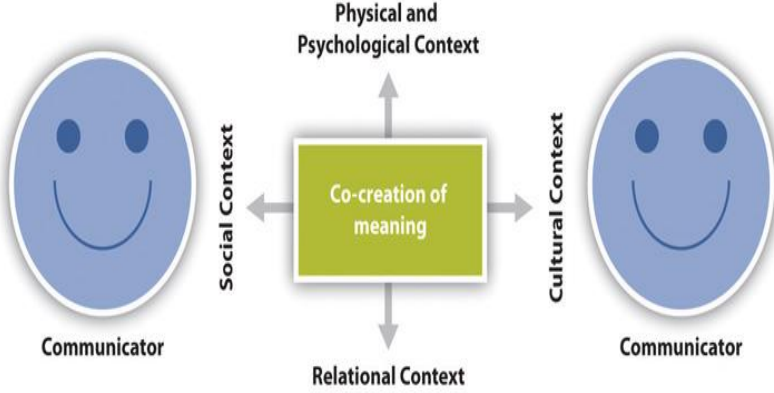 Physical and
Psychological Context
Social Context
Co-creation of
meaning
Cultural Context
Communicator
Communicator
Relational Context